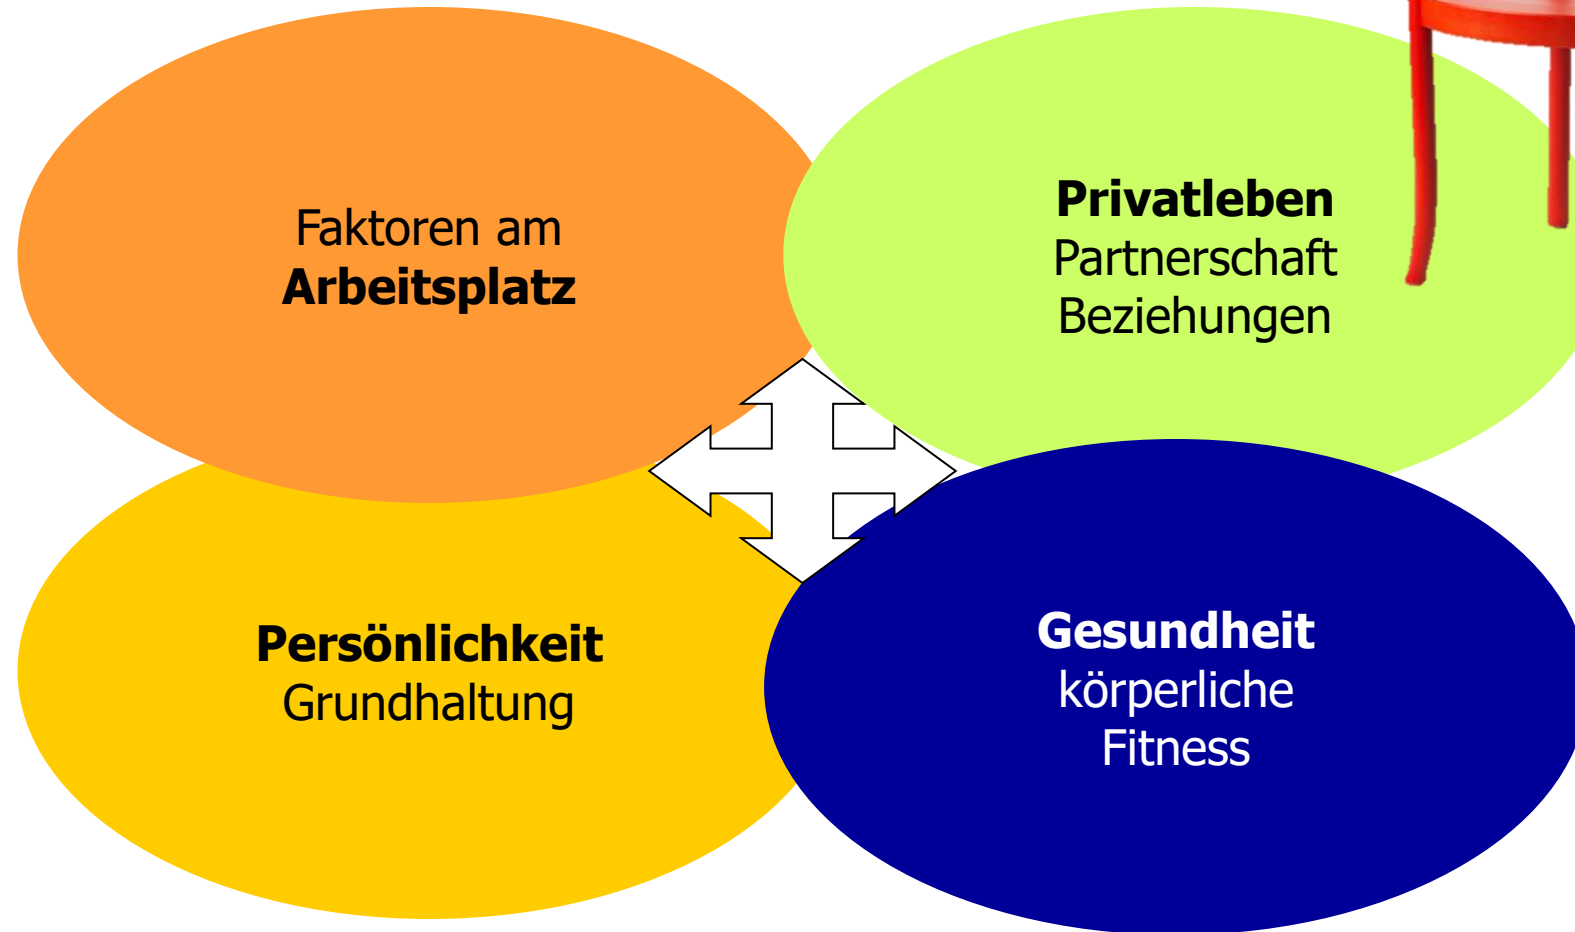 Faktoren am
Arbeitsplatz
Privatleben
Partnerschaft
Beziehungen
Persönlichkeit
Grundhaltung
Gesundheit
körperliche
Fitness